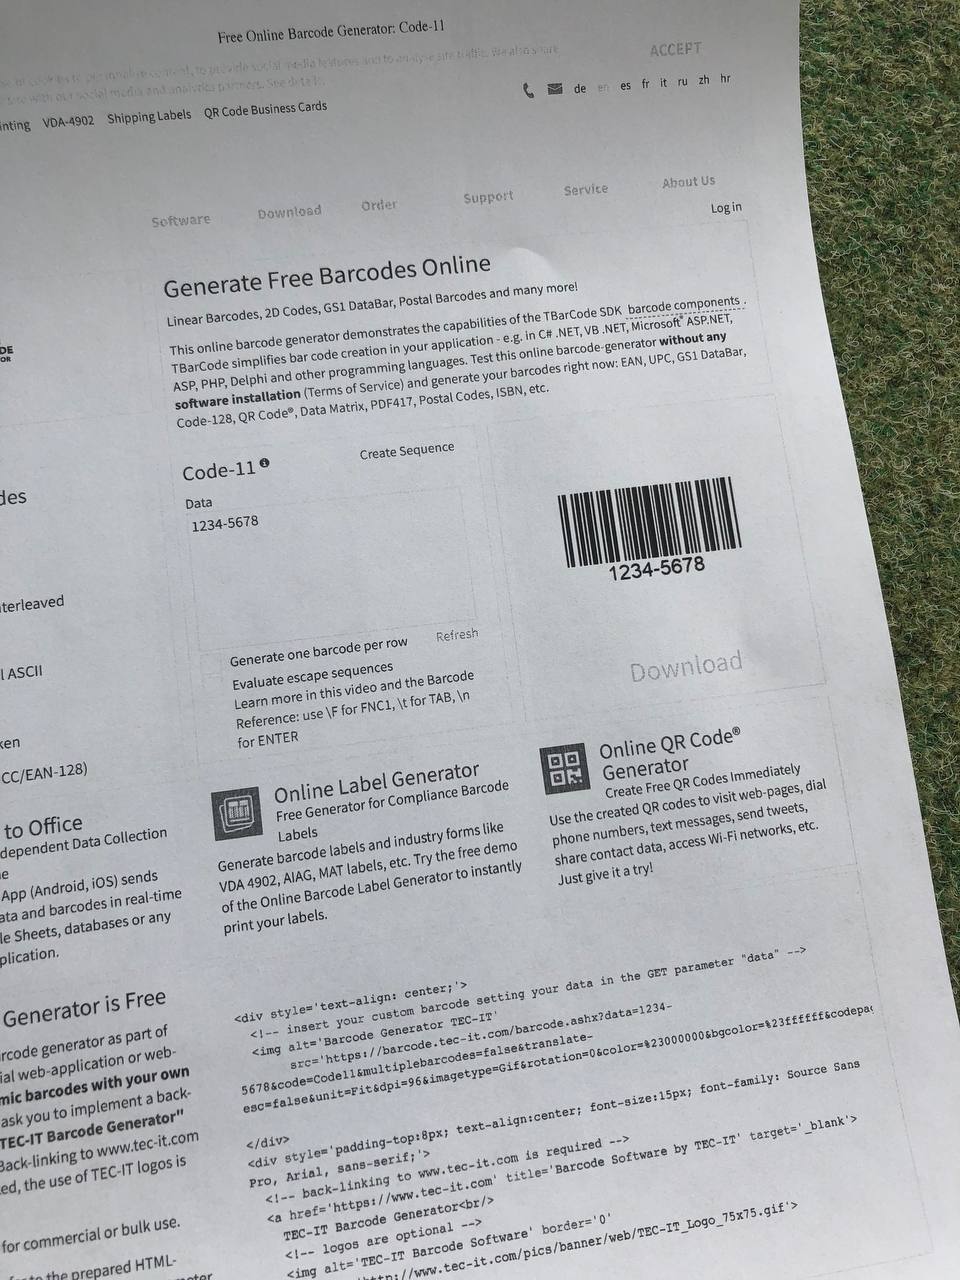 Free Online Barcode Generator: Code-11
to provide social media features and to analyse site traffic. We also share
with our social media and analytics partners. See
ACCEPT
de en es fr it ru zh hr
VDA-4902 Shipping Labels QR Code Business Cards
Software Download Order Support Service About Us
Log in
Generate Free Barcodes Online
Linear Barcodes, 2D Codes, GS1 DataBar, Postal Barcodes and many more!
This online barcode generator demonstrates the capabilities of the TBarCode SDK barcode components .
TBarCode simplifies bar code creation in your application - e.g. in C# .NET, VB .NET, Microsoft® ASP.NET,
ASP, PHP, Delphi and other programming languages. Test this online barcode-generator without any
software installation (Terms of Service) and generate your barcodes right now: EAN, UPC, GS1 DataBar,
Code-128, QR Code®, Data Matrix, PDF417, Postal Codes, ISBN, etc.
Code-11
Create Sequence
Data
1234-5678
1234-5678
Generate one barcode per row
Refresh
Evaluate escape sequences
Learn more in this video and the Barcode
Reference: use \F for FNC1, \t for TAB, \n
for ENTER
Download
ASCII
CC/EAN-128)
Online Label Generator
Free Generator for Compliance Barcode
Labels
Generate barcode labels and industry forms like
VDA 4902, AIAG, MAT labels, etc. Try the free demo
of the Online Barcode Label Generator to instantly
print your labels.
Online QR Code®
Generator
Create Free QR Codes Immediately
Use the created QR codes to visit web-pages, dial
phone numbers, text messages, send tweets,
share contact data, access Wi-Fi networks, etc.
Just give it a try!
to Office
dependent Data Collection
App (Android, iOS) sends
ata and barcodes in real-time
le Sheets, databases or any
plication.
Generator is Free
rcode generator as part of
ial web-application or web-
mic barcodes with your own
ask you to implement a back-
TEC-IT Barcode Generator"
Back-linking to www.tec-it.com
ed, the use of TEC-IT logos is
for commercial or bulk use.
the prepared HTML-
<div style='text-align: center;'>
<!-- insert your custom barcode setting your data in the GET parameter "data" -->
<img alt='Barcode Generator TEC-IT'
src='https://barcode.tec-it.com/barcode.ashx?data=1234-
5678&code=Code11&multiplebarcodes=false&translate-
esc=false&unit=Fit&dpi=96&imagetype=Gif&rotation=0&color=%23000000&bgcolor=%23ffffff&codepag
</div>
<div style='padding-top:8px; text-align:center; font-size:15px; font-family: Source Sans
Pro, Arial, sans-serif;'>
<!-- back-linking to www.tec-it.com is required -->
<a href='https://www.tec-it.com' title='Barcode Software by TEC-IT' target='_blank'>
TEC-IT Barcode Generator<br/>
<!-- logos are optional -->
<img alt='TEC-IT Barcode Software' border='0'
http://www.tec-it.com/pics/banner/web/TEC-IT_Logo_75x75.gif'>